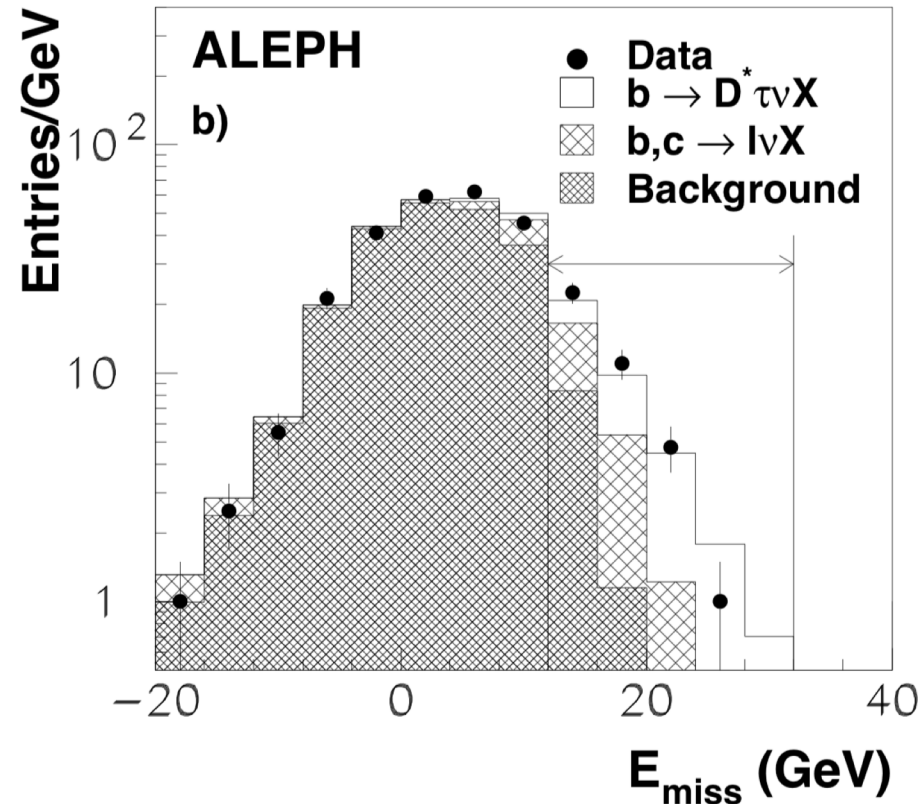 ALEPH
b)
Data
b → D*τνX
b,c → lνX
Background
Entries/GeV
10²
10
1
−20 0 20 40
E_miss (GeV)